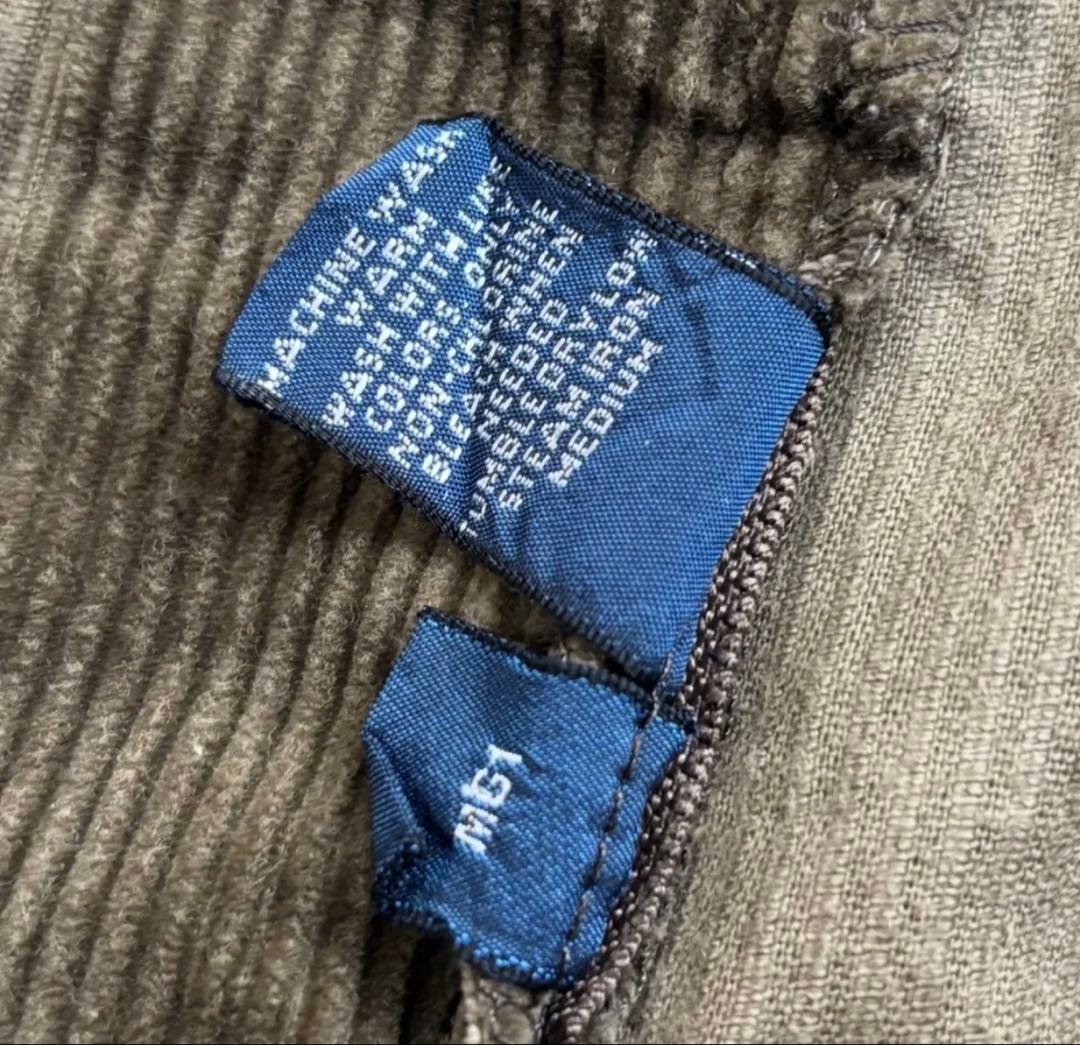 MACHINE WASH
WARM
WASH WITH LIKE
COLORS ONLY
NON-CHLORINE
BLEACH WHEN
NEEDED
TUMBLE DRY LOW
STEAM IRON
MEDIUM
MG1